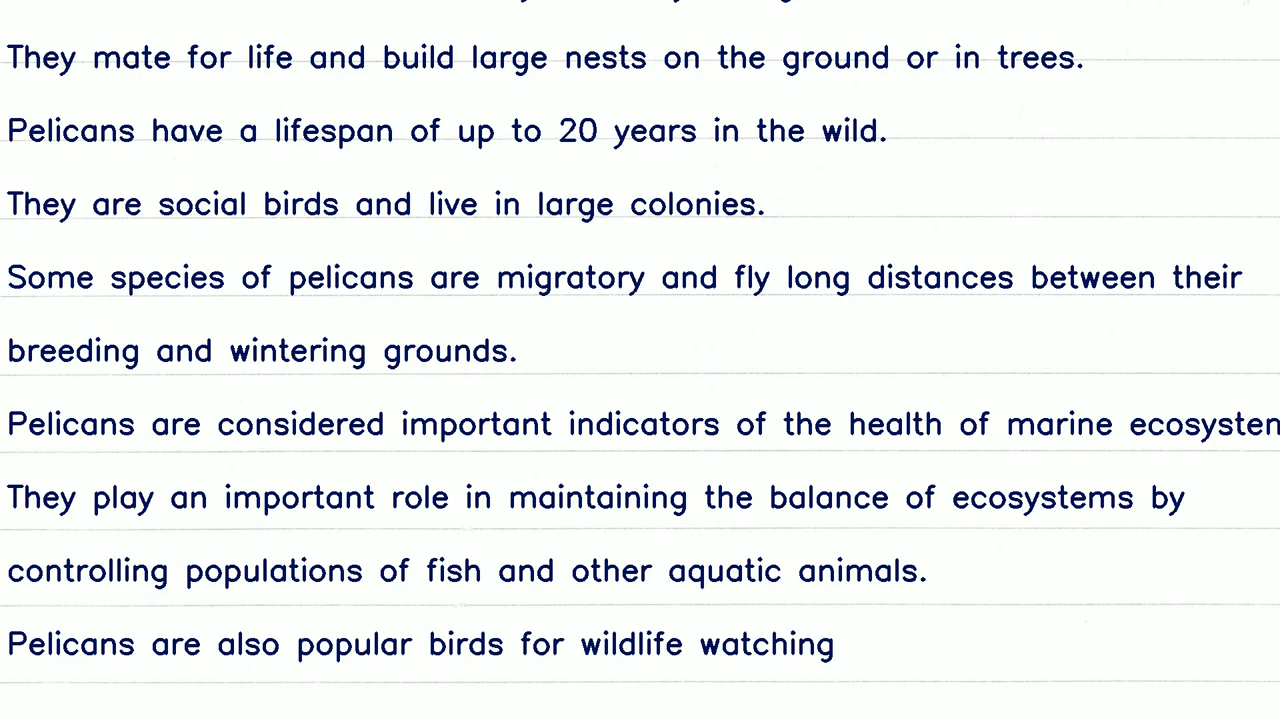 They mate for life and build large nests on the ground or in trees.
Pelicans have a lifespan of up to 20 years in the wild.
They are social birds and live in large colonies.
Some species of pelicans are migratory and fly long distances between their
breeding and wintering grounds.
Pelicans are considered important indicators of the health of marine
They play an important role in maintaining the balance of ecosystems by
controlling populations of fish and other aquatic animals.
Pelicans are also popular birds for wildlife watching